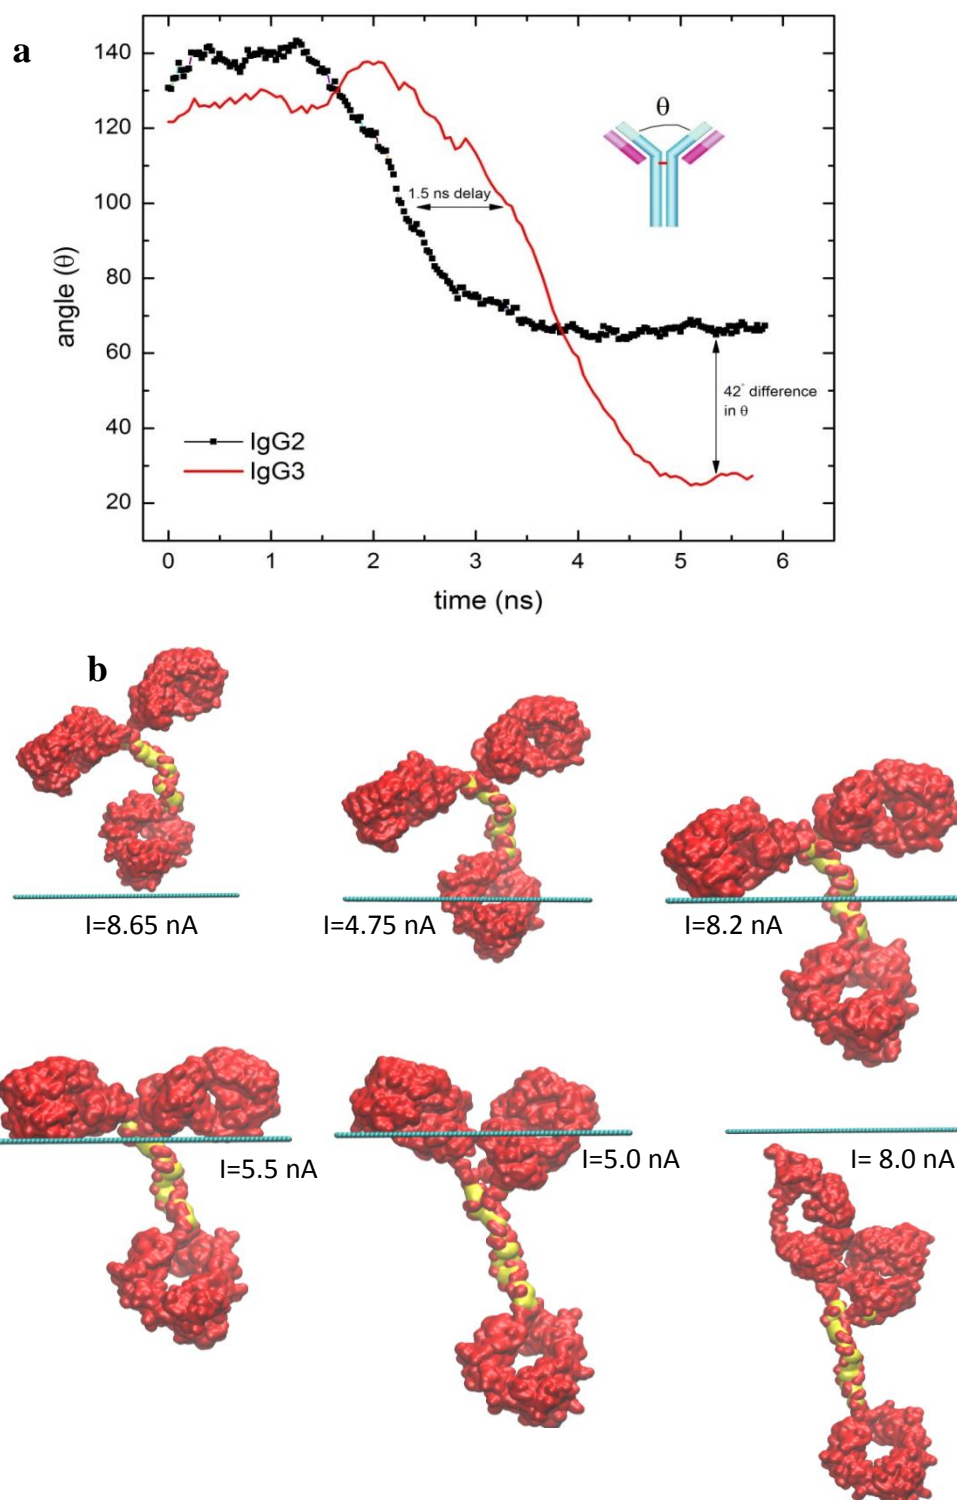 a
140
120
100
80
60
40
20
angle (θ)
θ
1.5 ns delay
42° difference
in θ
IgG2
IgG3
0 1 2 3 4 5 6
time (ns)
b
I=8.65 nA
I=4.75 nA
I=8.2 nA
I=5.5 nA
I=5.0 nA
I= 8.0 nA